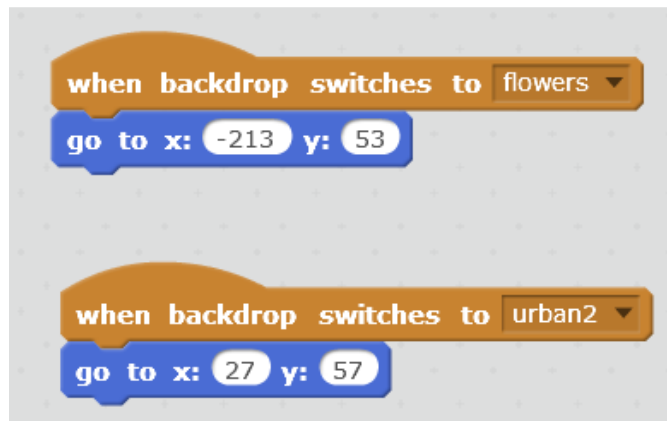 when backdrop switches to flowers
go to x: -213 y: 53
when backdrop switches to urban2
go to x: 27 y: 57